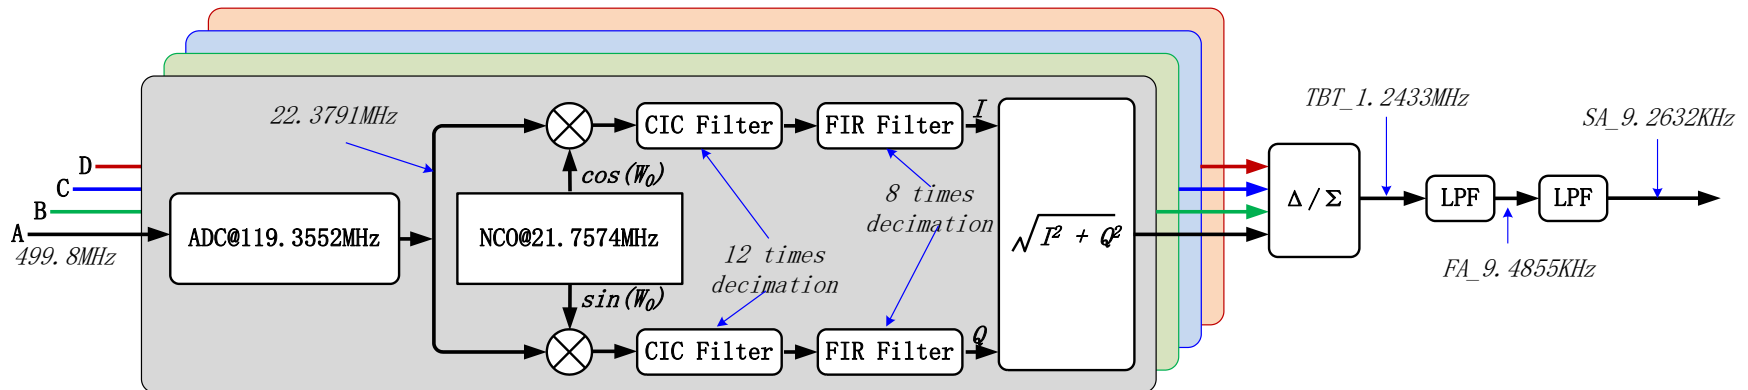 D
C
B
A
499.8MHz
ADC@119.3552MHz
22.3791MHz
NCO@21.7574MHz
cos(W₀)
sin(W₀)
CIC Filter
FIR Filter
I
12 times
decimation
8 times
decimation
CIC Filter
FIR Filter
Q
√I² + Q²
Δ/Σ
TBT_1.2433MHz
LPF
FA_9.4855KHz
LPF
SA_9.2632KHz